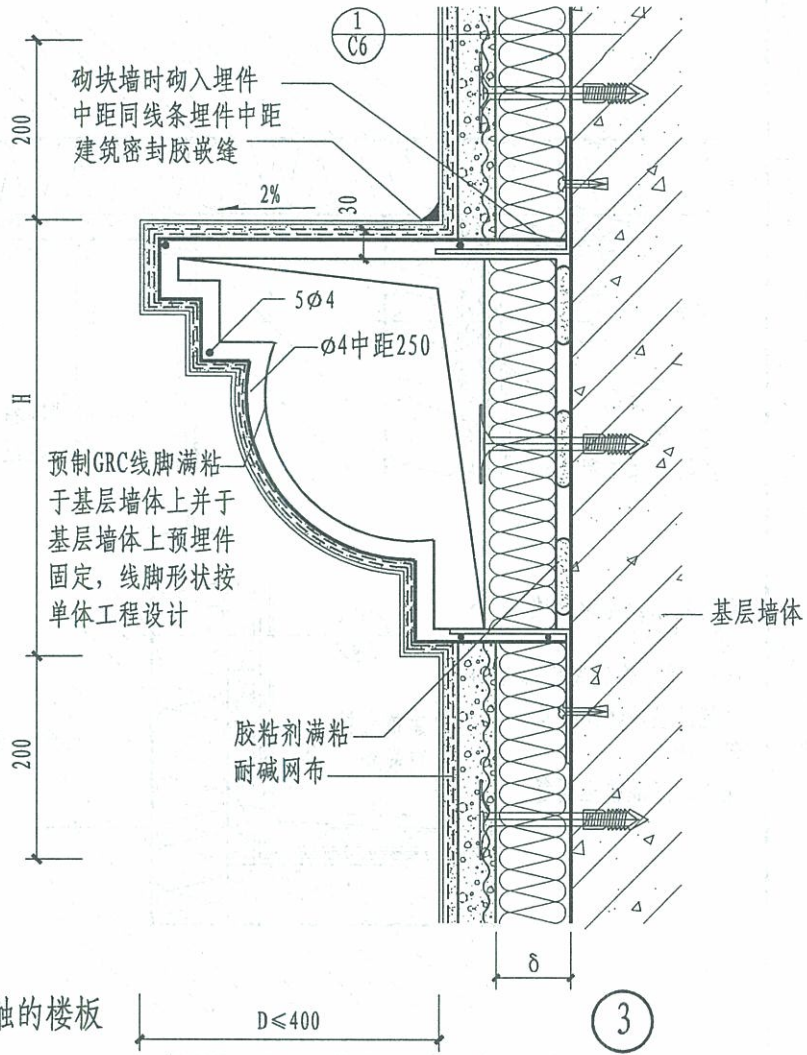 1
C6
砌块墙时砌入埋件
中距同线条埋件中距
建筑密封胶嵌缝
200
2%
30
5Ø4
Ø4中距250
H
预制GRC线脚满粘
于基层墙体上并于
基层墙体上预埋件
固定，线脚形状按
单体工程设计
基层墙体
胶粘剂满粘
耐碱网布
200
δ
的楼板
D≤400
3